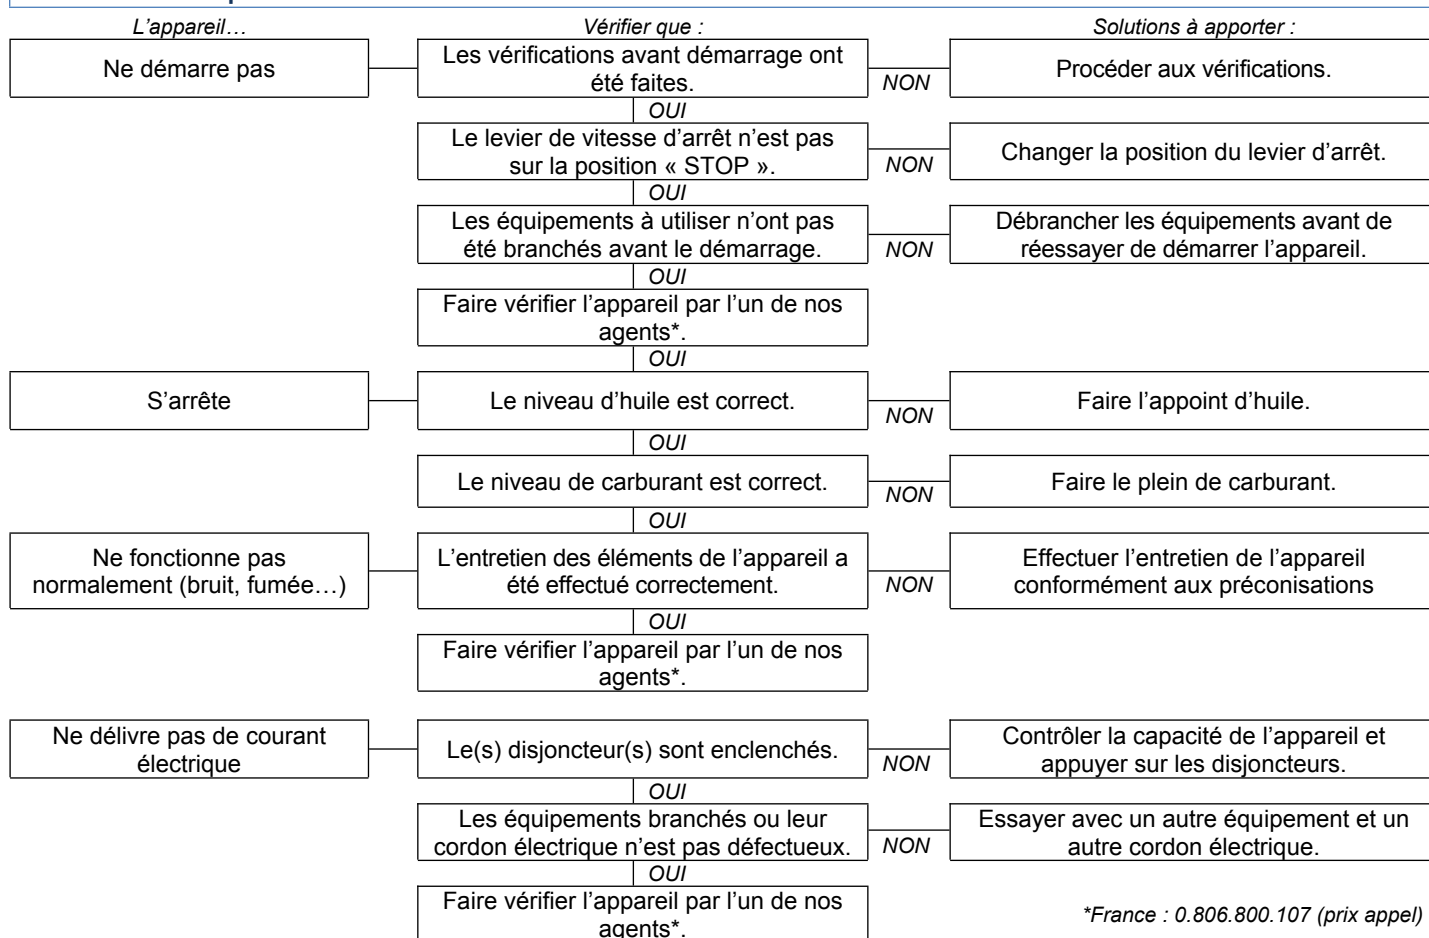 L'appareil…
Vérifier que :
Solutions à apporter :
Ne démarre pas
Les vérifications avant démarrage ont
été faites.
NON
Procéder aux vérifications.
OUI
Le levier de vitesse d'arrêt n'est pas
sur la position « STOP ».
NON
Changer la position du levier d'arrêt.
OUI
Les équipements à utiliser n'ont pas
été branchés avant le démarrage.
NON
Débrancher les équipements avant de
réessayer de démarrer l'appareil.
OUI
Faire vérifier l'appareil par l'un de nos
agents*.
OUI
S'arrête
Le niveau d'huile est correct.
NON
Faire l'appoint d'huile.
OUI
Le niveau de carburant est correct.
NON
Faire le plein de carburant.
OUI
Ne fonctionne pas
normalement (bruit, fumée…)
L'entretien des éléments de l'appareil a
été effectué correctement.
NON
Effectuer l'entretien de l'appareil
conformément aux préconisations
OUI
Faire vérifier l'appareil par l'un de nos
agents*.
Ne délivre pas de courant
électrique
Le(s) disjoncteur(s) sont enclenchés.
NON
Contrôler la capacité de l'appareil et
appuyer sur les disjoncteurs.
OUI
Les équipements branchés ou leur
cordon électrique n'est pas défectueux.
NON
Essayer avec un autre équipement et un
autre cordon électrique.
OUI
Faire vérifier l'appareil par l'un de nos
agents*.
*France : 0.806.800.107 (prix appel)